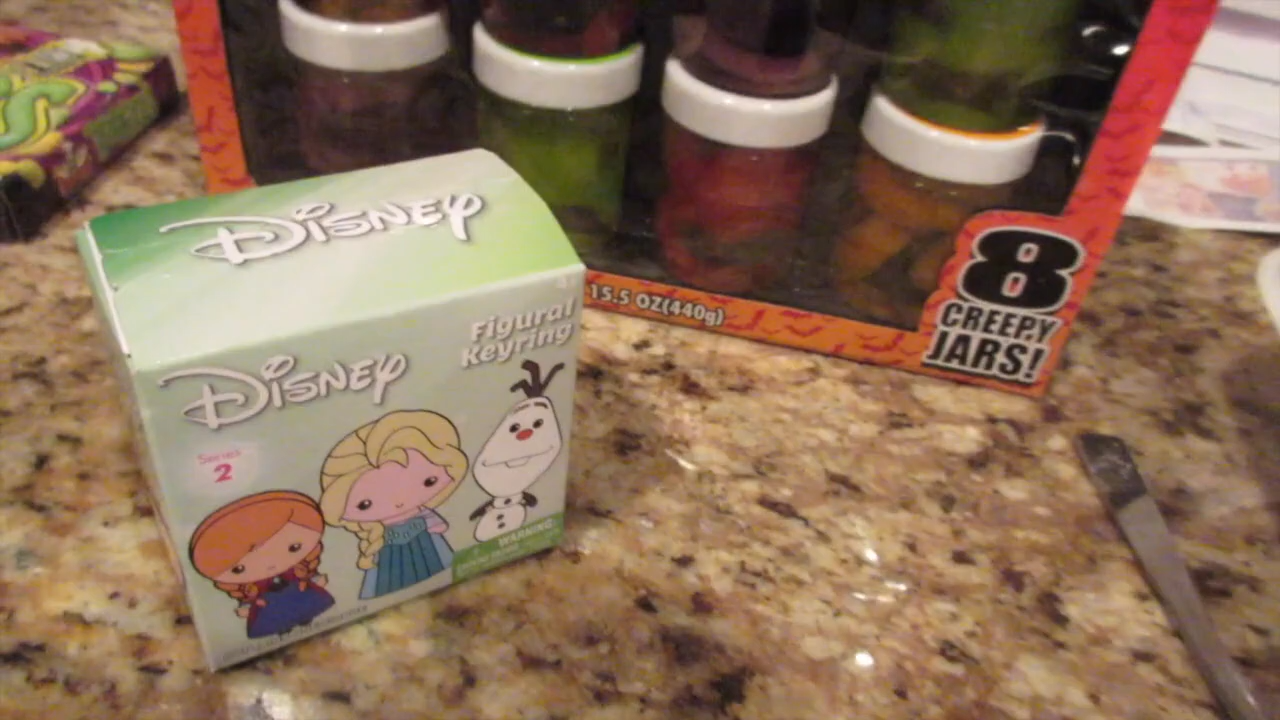 Disney
Figural
Keyring
Disney
Series
2
WARNING:
15.5 OZ(440g)
8
CREEPY
JARS!